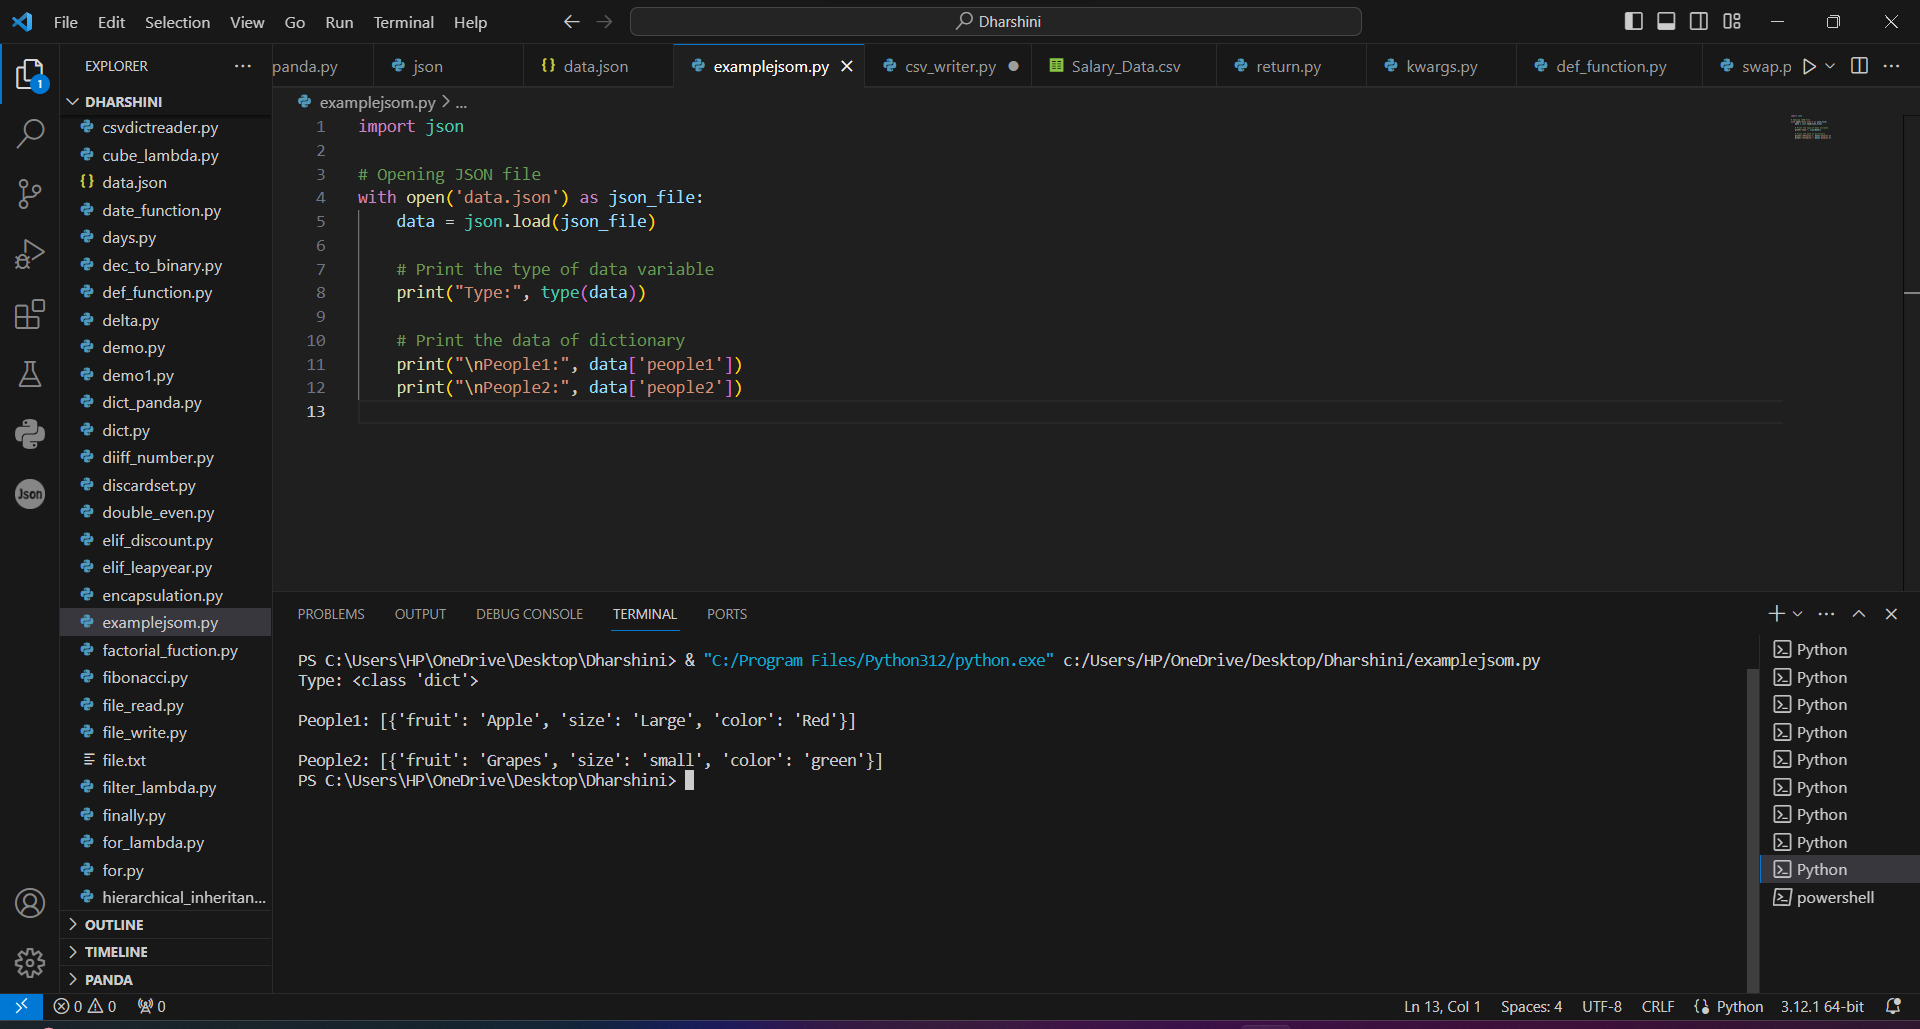 File Edit Selection View Go Run Terminal Help
Dharshini
EXPLORER
panda.py
json
data.json
examplejsom.py
csv_writer.py
Salary_Data.csv
return.py
kwargs.py
def_function.py
swap.p
1
DHARSHINI
csvdictreader.py
cube_lambda.py
data.json
date_function.py
days.py
dec_to_binary.py
def_function.py
delta.py
demo.py
demo1.py
dict_panda.py
dict.py
diiff_number.py
discardset.py
double_even.py
elif_discount.py
elif_leapyear.py
encapsulation.py
examplejsom.py
factorial_fuction.py
fibonacci.py
file_read.py
file_write.py
file.txt
filter_lambda.py
finally.py
for_lambda.py
for.py
hierarchical_inheritan...
OUTLINE
TIMELINE
PANDA
Json
examplejsom.py > ...
1 import json
2
3 # Opening JSON file
4 with open('data.json') as json_file:
5 data = json.load(json_file)
6
7 # Print the type of data variable
8 print("Type:", type(data))
9
10 # Print the data of dictionary
11 print("\nPeople1:", data['people1'])
12 print("\nPeople2:", data['people2'])
13
PROBLEMS OUTPUT DEBUG CONSOLE TERMINAL PORTS
PS C:\Users\HP\OneDrive\Desktop\Dharshini> & "C:/Program Files/Python312/python.exe" c:/Users/HP/OneDrive/Desktop/Dharshini/examplejsom.py
Type: <class 'dict'>
People1: [{'fruit': 'Apple', 'size': 'Large', 'color': 'Red'}]
People2: [{'fruit': 'Grapes', 'size': 'small', 'color': 'green'}]
PS C:\Users\HP\OneDrive\Desktop\Dharshini>
Python
Python
Python
Python
Python
Python
Python
Python
Python
powershell
0 0 0
Ln 13, Col 1 Spaces: 4 UTF-8 CRLF {} Python 3.12.1 64-bit